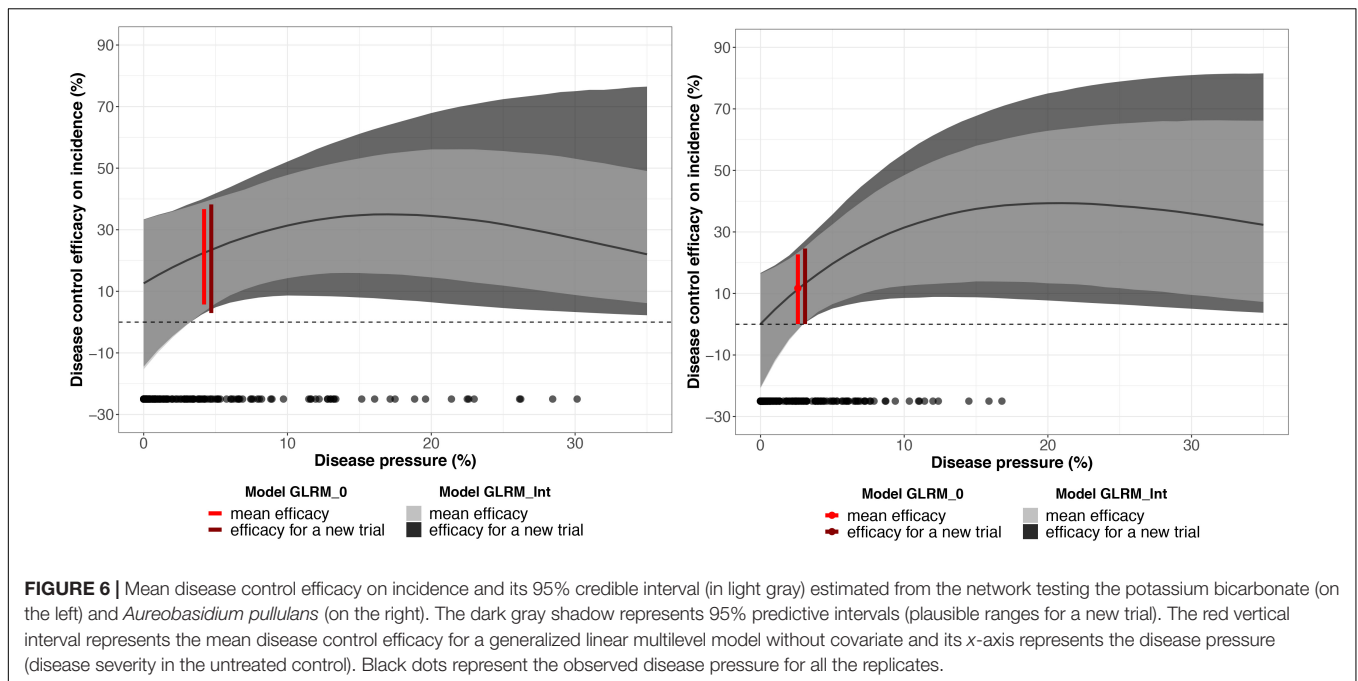 Disease control efficacy on incidence (%)
90
70
50
30
10
−10
−30
0
10
20
30
Disease pressure (%)
Model GLRM_0
mean efficacy
efficacy for a new trial
Model GLRM_Int
mean efficacy
efficacy for a new trial
Disease control efficacy on incidence (%)
90
70
50
30
10
−10
−30
0
10
20
30
Disease pressure (%)
Model GLRM_0
mean efficacy
efficacy for a new trial
Model GLRM_Int
mean efficacy
efficacy for a new trial
FIGURE 6 | Mean disease control efficacy on incidence and its 95% credible interval (in light gray) estimated from the network testing the potassium bicarbonate (on
the left) and Aureobasidium pullulans (on the right). The dark gray shadow represents 95% predictive intervals (plausible ranges for a new trial). The red vertical
interval represents the mean disease control efficacy for a generalized linear multilevel model without covariate and its x-axis represents the disease pressure
(disease severity in the untreated control). Black dots represent the observed disease pressure for all the replicates.